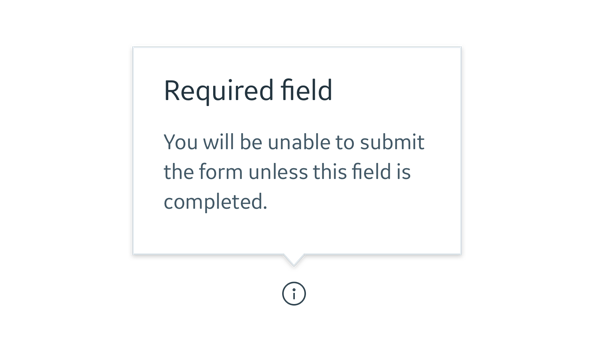 Required field
You will be unable to submit
the form unless this field is
completed.